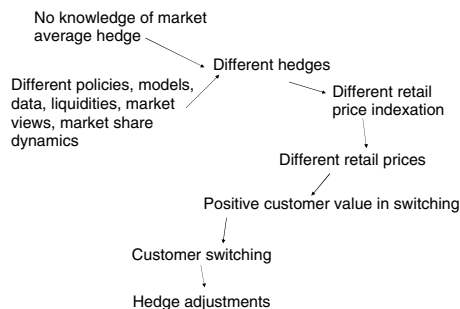 No knowledge of market
average hedge
Different hedges
Different policies, models,
data, liquidities, market
views, market share
dynamics
Different retail
price indexation
Different retail prices
Positive customer value in switching
Customer switching
Hedge adjustments